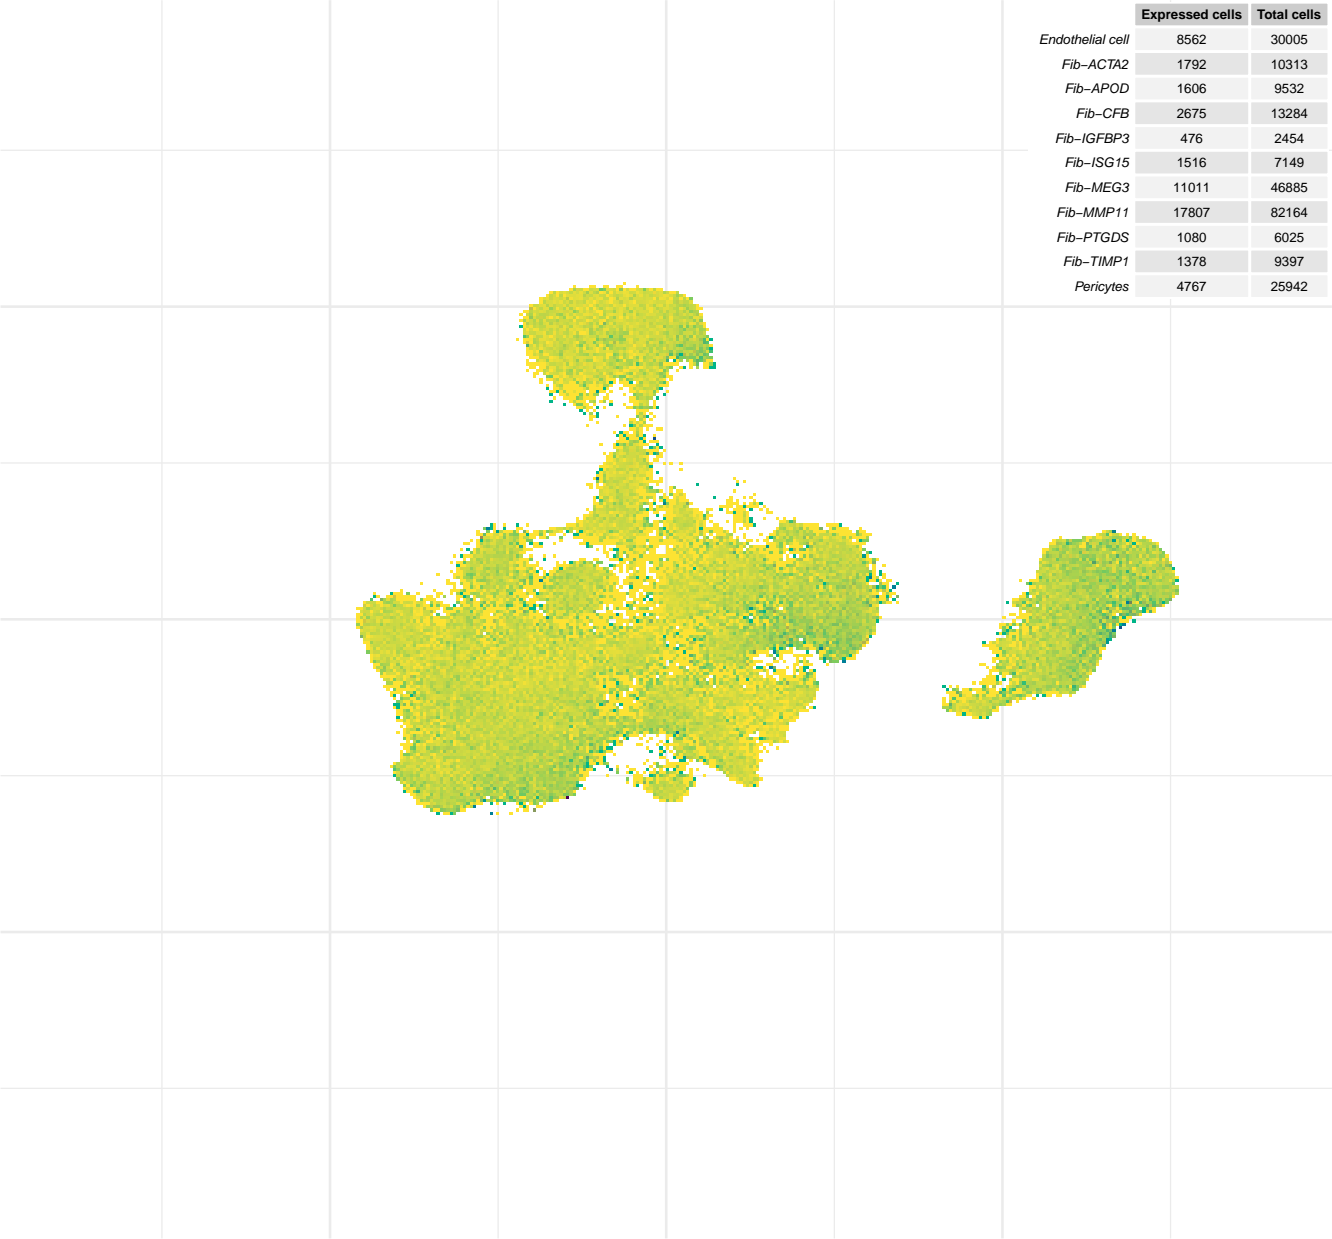 Expressed cells Total cells
Endothelial cell 8562 30005
Fib−ACTA2 1792 10313
Fib−APOD 1606 9532
Fib−CFB 2675 13284
Fib−IGFBP3 476 2454
Fib−ISG15 1516 7149
Fib−MEG3 11011 46885
Fib−MMP11 17807 82164
Fib−PTGDS 1080 6025
Fib−TIMP1 1378 9397
Pericytes 4767 25942